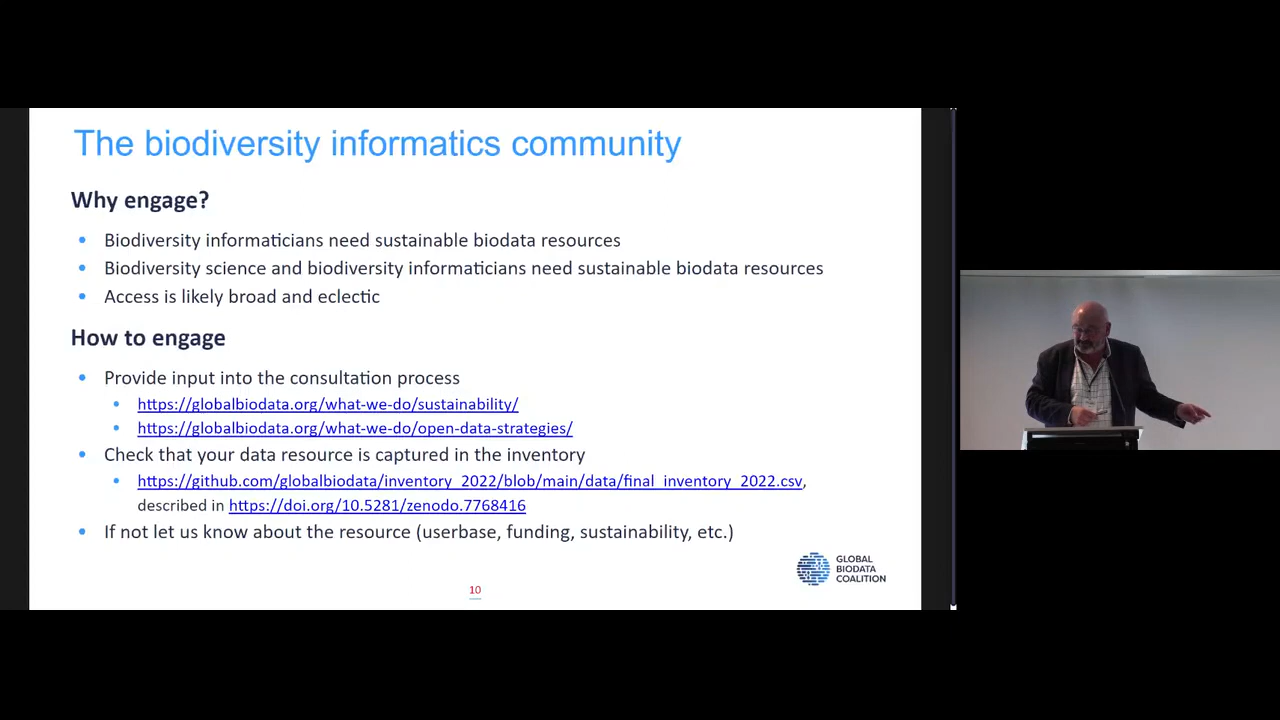 The biodiversity informatics community
Why engage?
• Biodiversity informaticians need sustainable biodata resources
• Biodiversity science and biodiversity informaticians need sustainable biodata resources
• Access is likely broad and eclectic
How to engage
• Provide input into the consultation process
• https://globalbiodata.org/what-we-do/sustainability/
• https://globalbiodata.org/what-we-do/open-data-strategies/
• Check that your data resource is captured in the inventory
• https://github.com/globalbiodata/inventory_2022/blob/main/data/final_inventory_2022.csv,
described in https://doi.org/10.5281/zenodo.7768416
• If not let us know about the resource (userbase, funding, sustainability, etc.)
GLOBAL
BIODATA
COALITION
10